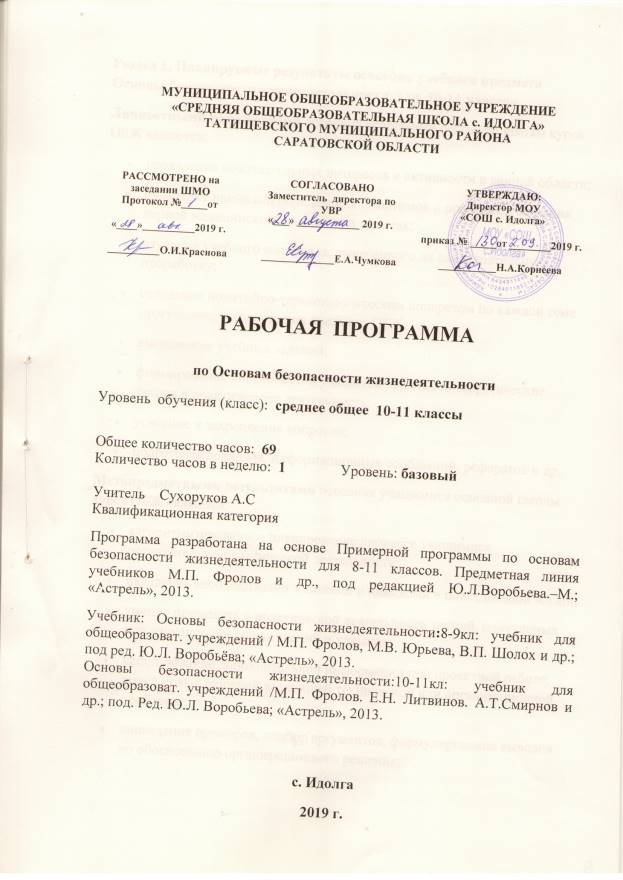 МУНИЦИПАЛЬНОЕ ОБЩЕОБРАЗОВАТЕЛЬНОЕ УЧРЕЖДЕНИЕ
«СРЕДНЯЯ ОБЩЕОБРАЗОВАТЕЛЬНАЯ ШКОЛА с. ИДОЛГА»
ТАТИЩЕВСКОГО МУНИЦИПАЛЬНОГО РАЙОНА
САРАТОВСКОЙ ОБЛАСТИ
РАССМОТРЕНО на
заседании ШМО
Протокол № 1 от
« 28 » авг 2019 г.
О.И.Краснова
СОГЛАСОВАНО
Заместитель директора по
УВР
«28» августа 2019 г.
Е.А.Чумкова
УТВЕРЖДАЮ:
Директор МОУ
«СОШ с. Идолга»
приказ № 130 от 2.09 2019 г.
Н.А.Корнеева
МОУ «СОШ
РАБОЧАЯ ПРОГРАММА
по Основам безопасности жизнедеятельности
Уровень обучения (класс): среднее общее 10-11 классы
Общее количество часов: 69
Количество часов в неделю: 1 Уровень: базовый
Учитель Сухоруков А.С
Квалификационная категория
Программа разработана на основе Примерной программы по основам
безопасности жизнедеятельности для 8-11 классов. Предметная линия
учебников М.П. Фролов и др., под редакцией Ю.Л.Воробьева.–М.;
«Астрель», 2013.
Учебник: Основы безопасности жизнедеятельности:8-9кл: учебник для
общеобразоват. учреждений / М.П. Фролов, М.В. Юрьева, В.П. Шолох и др.;
под ред. Ю.Л. Воробьёва; «Астрель», 2013.
Основы безопасности жизнедеятельности:10-11кл: учебник для
общеобразоват. учреждений /М.П. Фролов. Е.Н. Литвинов. А.Т.Смирнов и
др.; под. Ред. Ю.Л. Воробьева; «Астрель», 2013.
с. Идолга
2019 г.